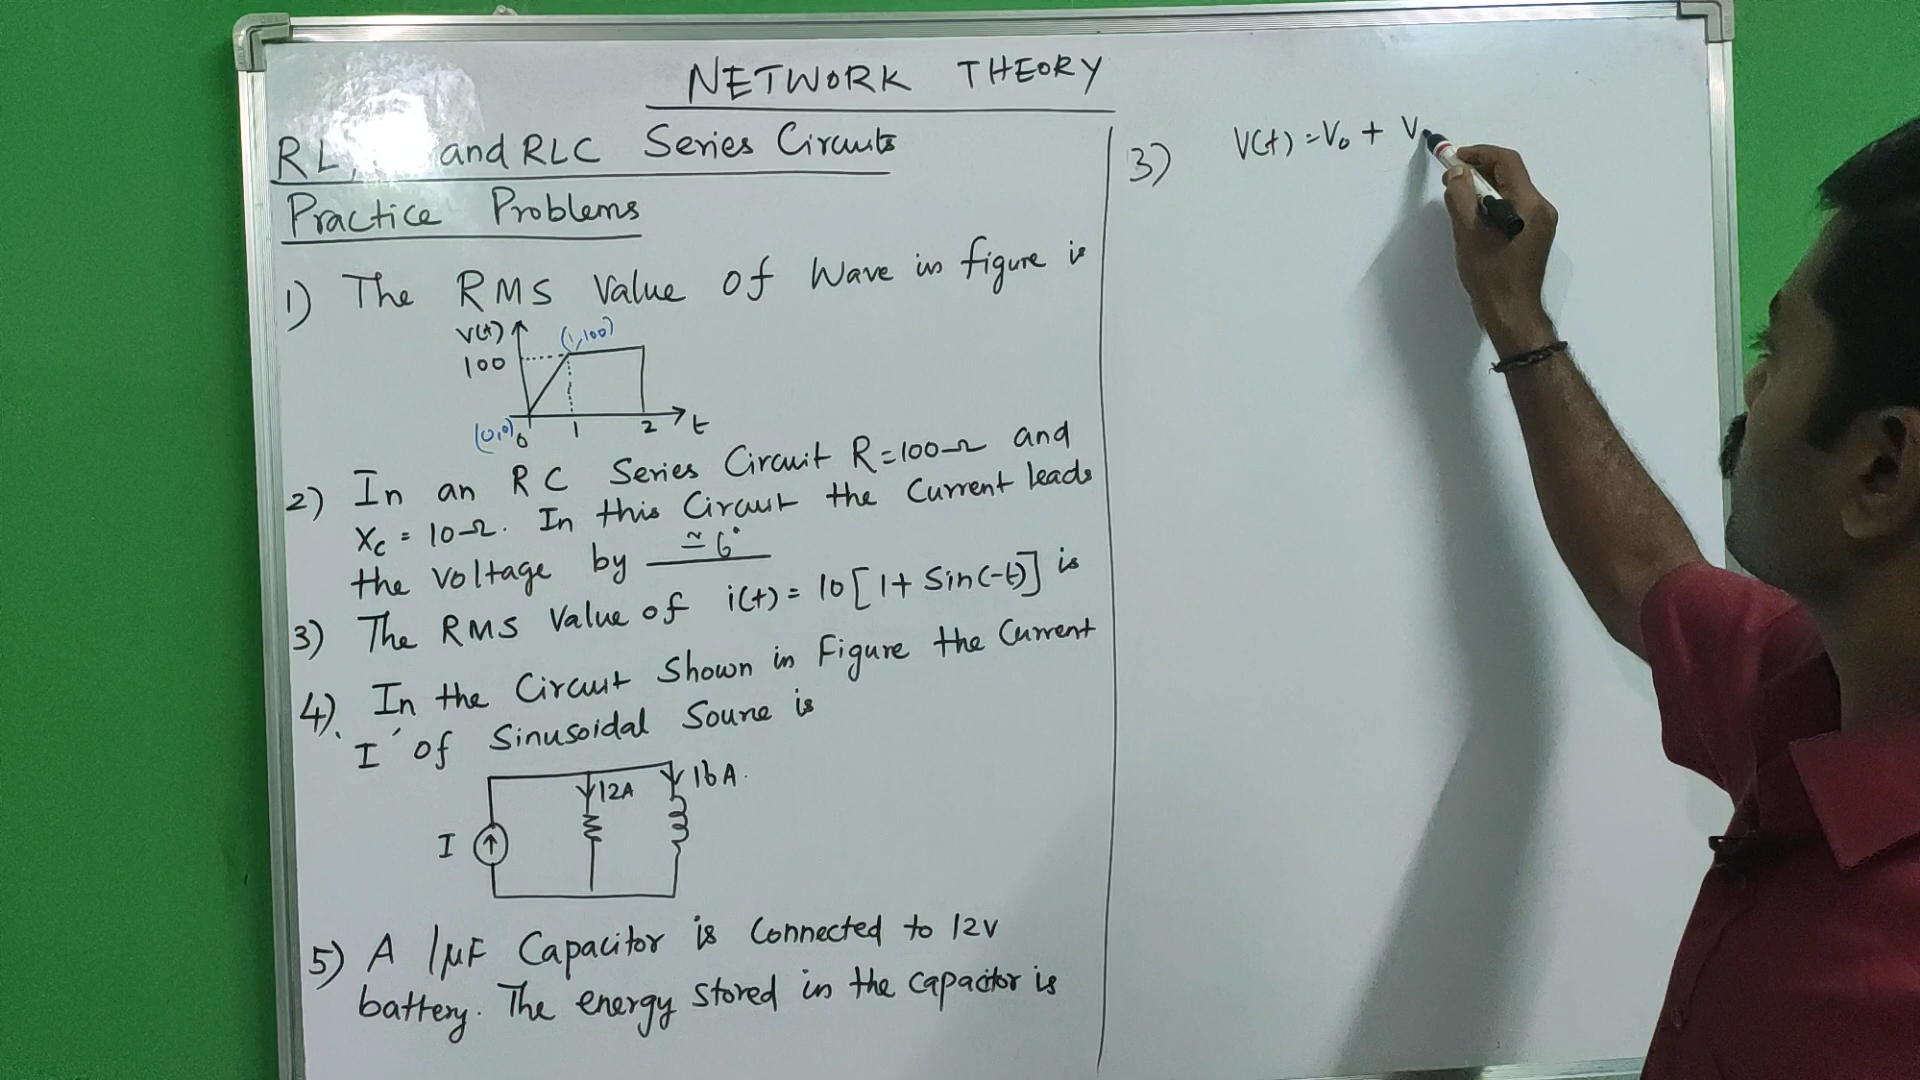 NETWORK THEORY
RL, and RLC Series Circuits
Practice Problems
1) The RMS Value of Wave in figure is
V(t)
(1,100)
100
(0,0) 0 1 2 t
2) In an RC Series Circuit R=100Ω and
Xc = 10Ω. In this Circuit the Current leads
the voltage by ≃6°
3) The RMS Value of i(t) = 10[1+ Sin(-t)] is
4). In the Circuit Shown in Figure the Current
I of Sinusoidal Source is
12A 16A.
I
5) A 1μF Capacitor is Connected to 12V
battery. The energy stored in the capacitor is
3) V(t) = V₀ + V